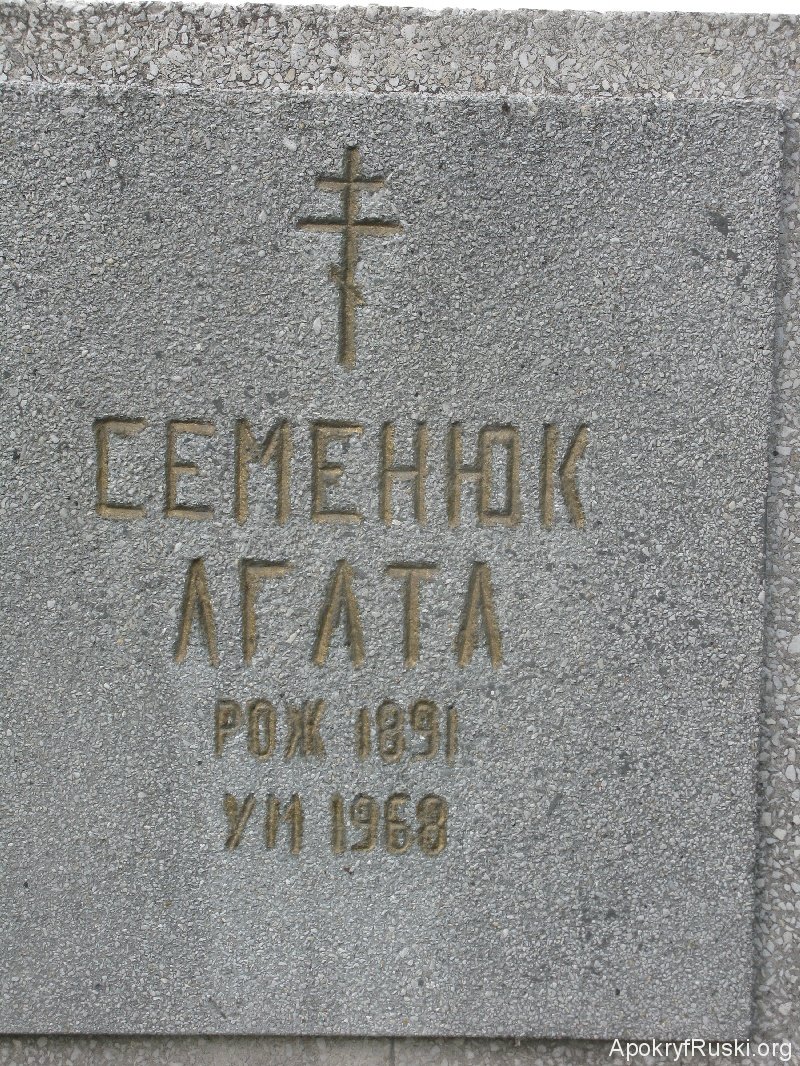 СЕМЕНЮК
АГАТА
РОЖ 1891
УМ 1968
ApokryfRuski.org